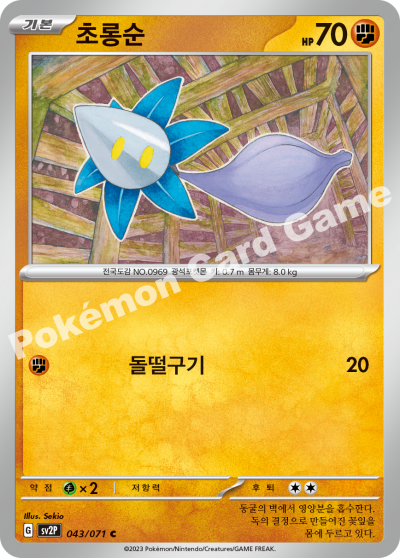 기본 초롱순 HP 70
전국도감 NO.0969 광석포켓몬 키: 0.7 m 몸무게: 8.0 kg
Pokémon Card Game
돌떨구기 20
약점 ×2 저항력 후퇴
Illus. Sekio
G sv2P 043/071 C
동굴의 벽에서 영양분을 흡수한다.
독의 결정으로 만들어진 꽃잎을
몸에 두르고 있다.
©2023 Pokémon/Nintendo/Creatures/GAME FREAK.